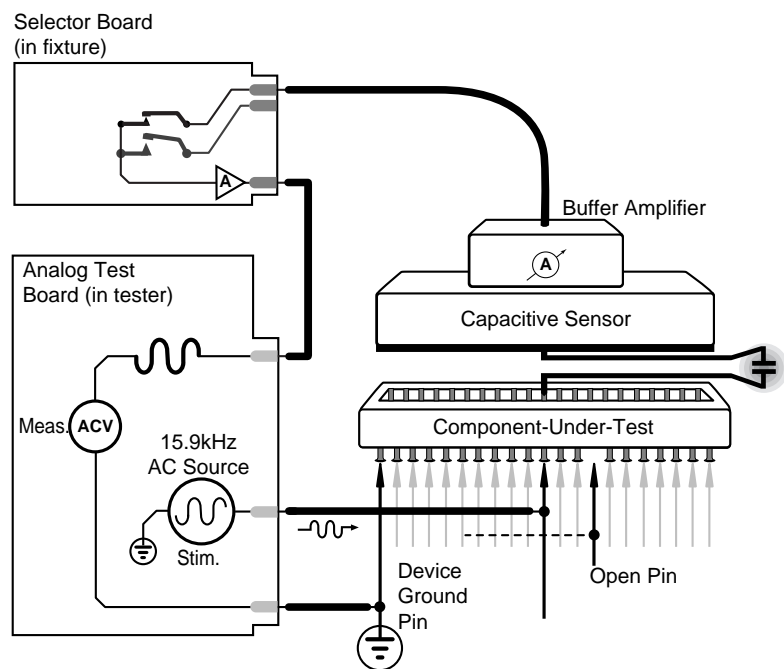 Selector Board
(in fixture)
A
Buffer Amplifier
A
Capacitive Sensor
Analog Test
Board (in tester)
Meas.
ACV
15.9kHz
AC Source
Stim.
Component-Under-Test
Device
Ground
Pin
Open Pin